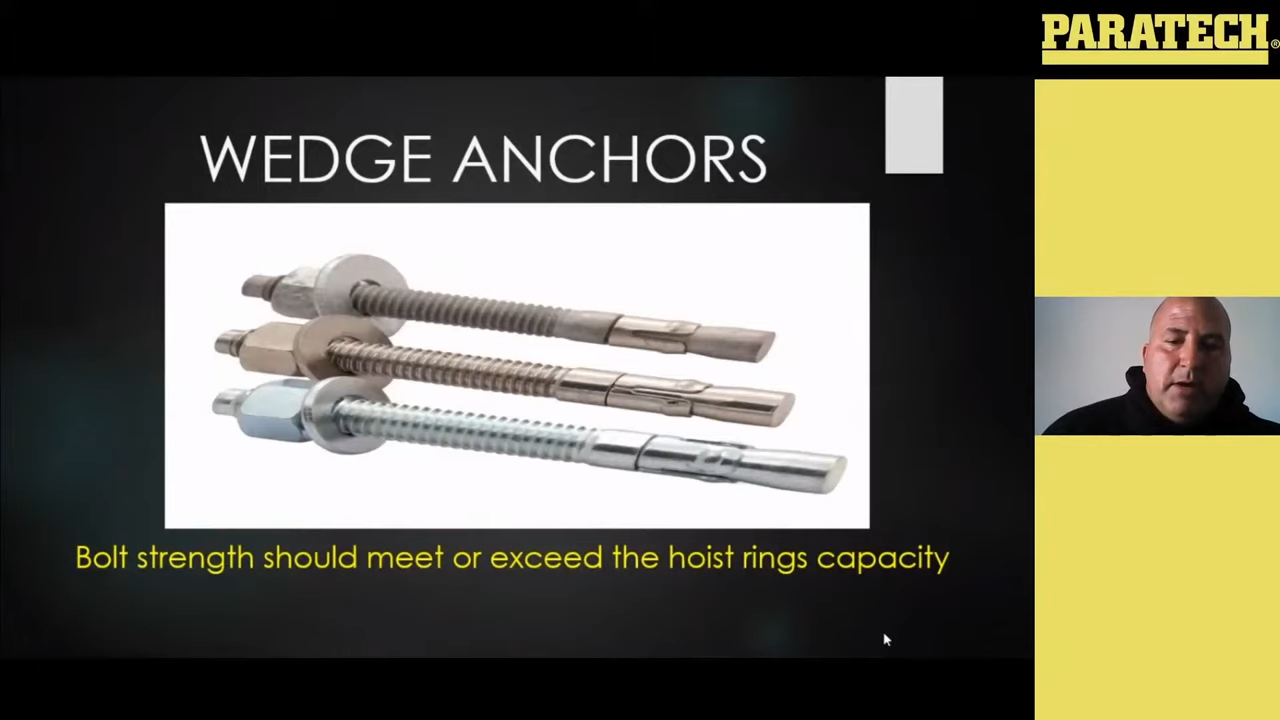 PARATECH®
WEDGE ANCHORS
Bolt strength should meet or exceed the hoist rings capacity